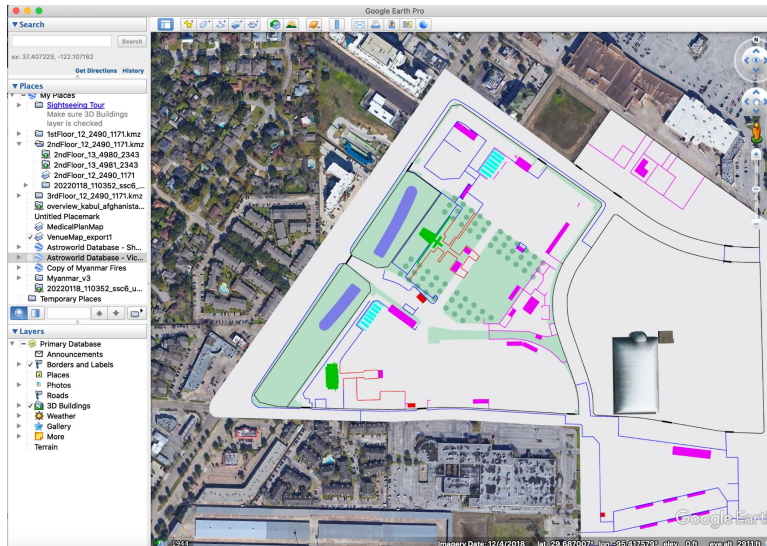 Google Earth Pro
▼ Search
Search
ex: 37.407229, -122.107162
Get Directions History
▼ Places
My Places
Sightseeing Tour
Make sure 3D Buildings
layer is checked
1stFloor_12_2490_1171.kmz
2ndFloor_12_2490_1171.kmz
2ndFloor_13_4980_2343
2ndFloor_13_4981_2343
2ndFloor_12_2490_1171
20220118_110352_ssc6_...
3rdFloor_12_2490_1171.kmz
overview_kabul_afghanista...
Untitled Placemark
MedicalPlanMap
VenueMap_export1
Astroworld Database - Sh...
Astroworld Database - Vic...
Copy of Myanmar Fires
Myanmar_v3
20220118_110352_ssc6_u...
Temporary Places
▼ Layers
Primary Database
Announcements
Borders and Labels
Places
Photos
Roads
3D Buildings
Weather
Gallery
More
Terrain
N
1944
Google Earth
Imagery Date: 12/4/2018 lat 29.687007° lon -95.417579° elev 0 ft eye alt 2911 ft